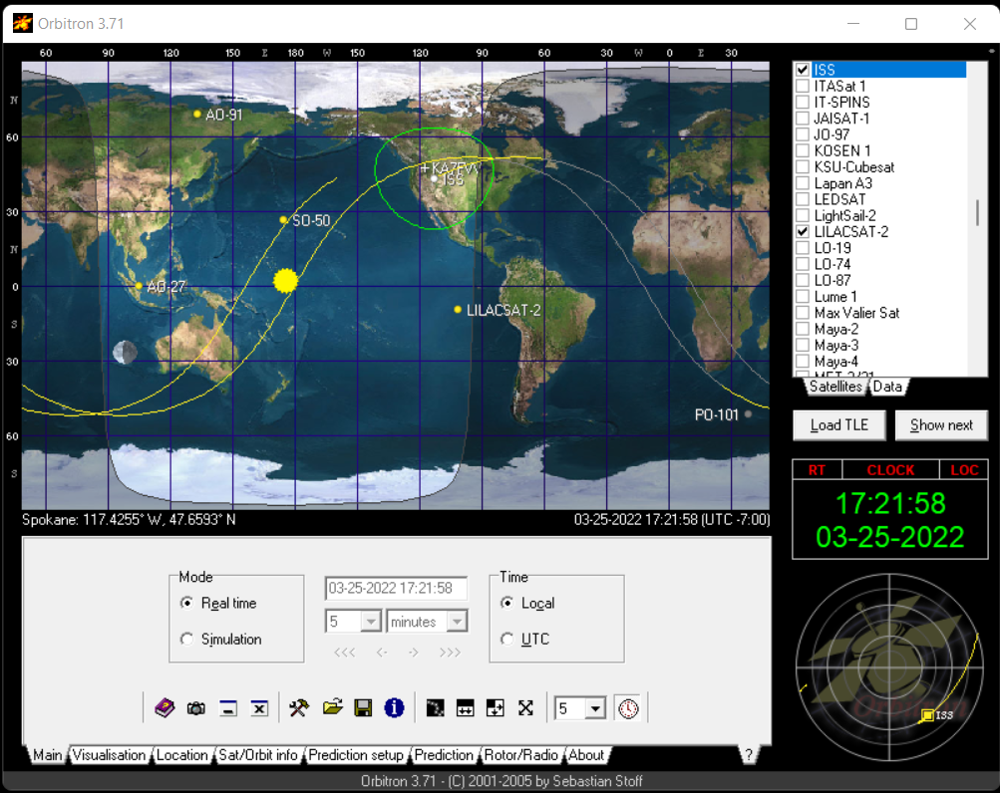 Orbitron 3.71
60 90 120 150 E 180 W 150 120 90 60 30 W 0 E 30
N
60
30
N
0
S
30
60
S
AO-91
+KA7FVV
ISS
SO-50
AO-27
LILACSAT-2
PO-101
Spokane: 117.4255° W, 47.6593° N
03-25-2022 17:21:58 (UTC -7:00)
ISS
ITASat 1
IT-SPINS
JAISAT-1
JO-97
KOSEN 1
KSU-Cubesat
Lapan A3
LEDSAT
LightSail-2
LILACSAT-2
LO-19
LO-74
LO-87
Lume 1
Max Valier Sat
Maya-2
Maya-3
Maya-4
Satellites Data
Load TLE Show next
RT CLOCK LOC
17:21:58
03-25-2022
ISS
Mode
Real time
Simulation
03-25-2022 17:21:58
5 minutes
<<< <- -> >>>
Time
Local
UTC
5
Main Visualisation Location Sat/Orbit info Prediction setup Prediction Rotor/Radio About ?
Orbitron 3.71 - (C) 2001-2005 by Sebastian Stoff